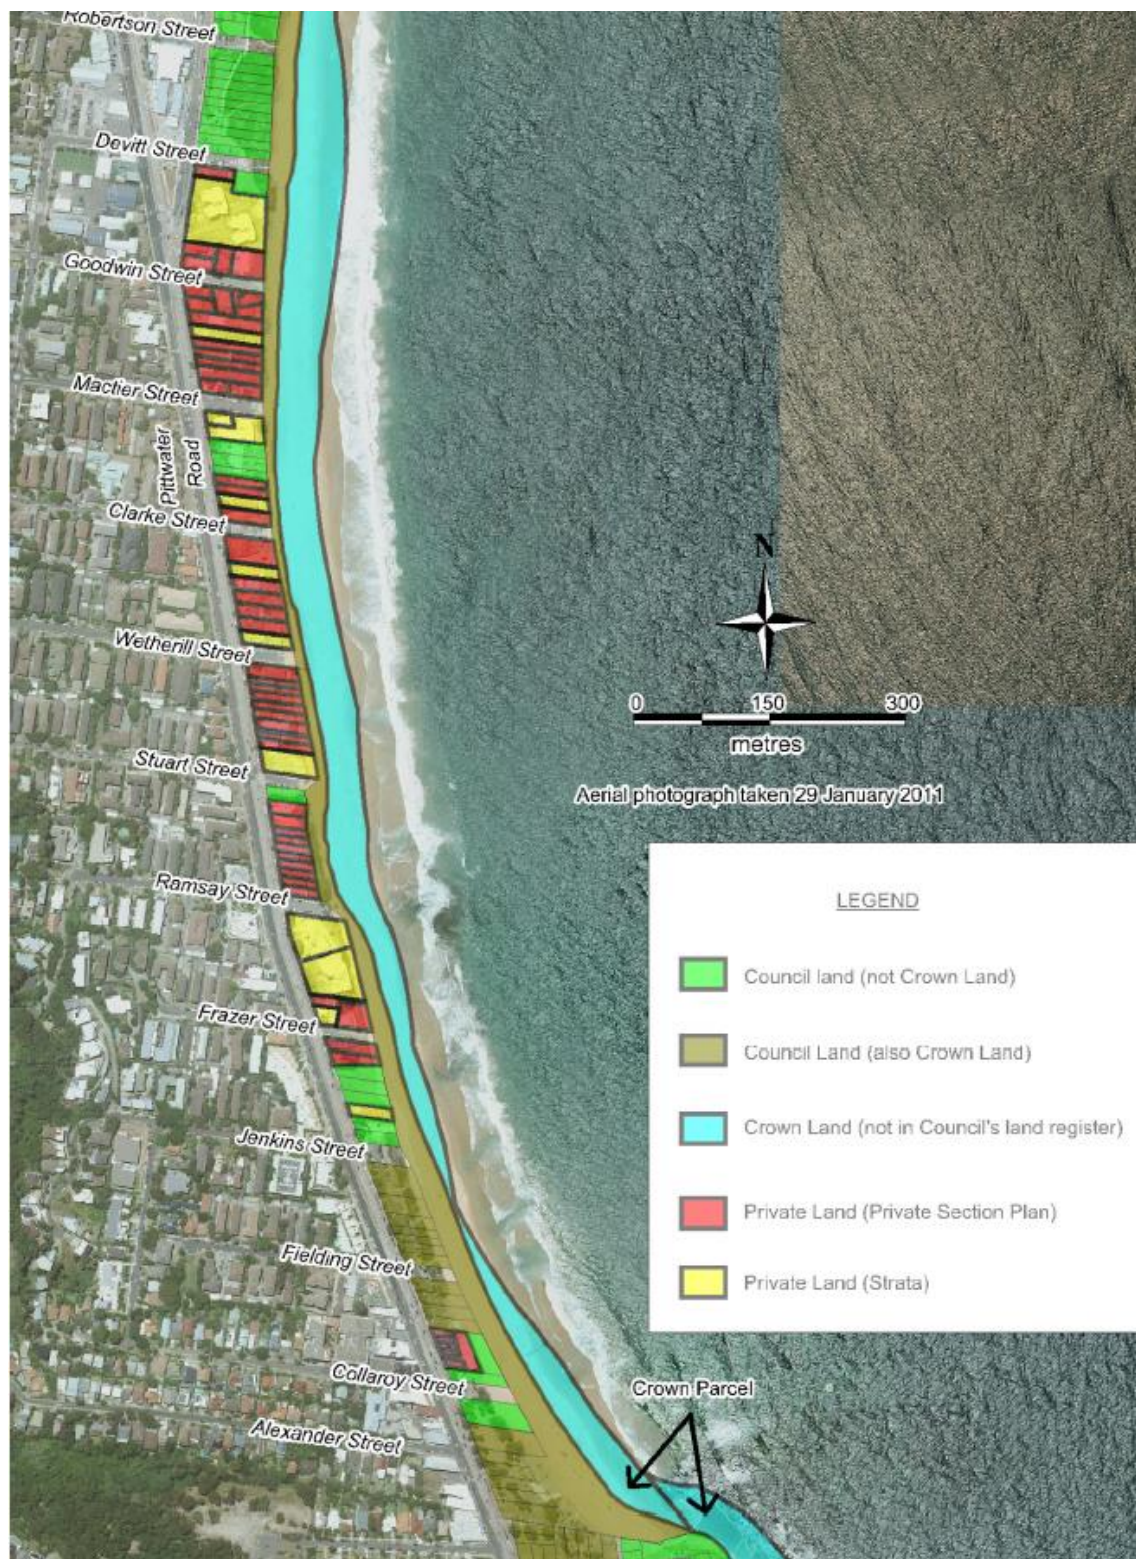 Robertson Street
Devitt Street
Goodwin Street
Mactier Street
Pittwater
Road
Clarke Street
Wetherill Street
Stuart Street
Ramsay Street
Frazer Street
Jenkins Street
Fielding Street
Collaroy Street
Alexander Street
N
0 150 300
metres
Aerial photograph taken 29 January 2011
LEGEND
Council land (not Crown Land)
Council Land (also Crown Land)
Crown Land (not in Council's land register)
Private Land (Private Section Plan)
Private Land (Strata)
Crown Parcel